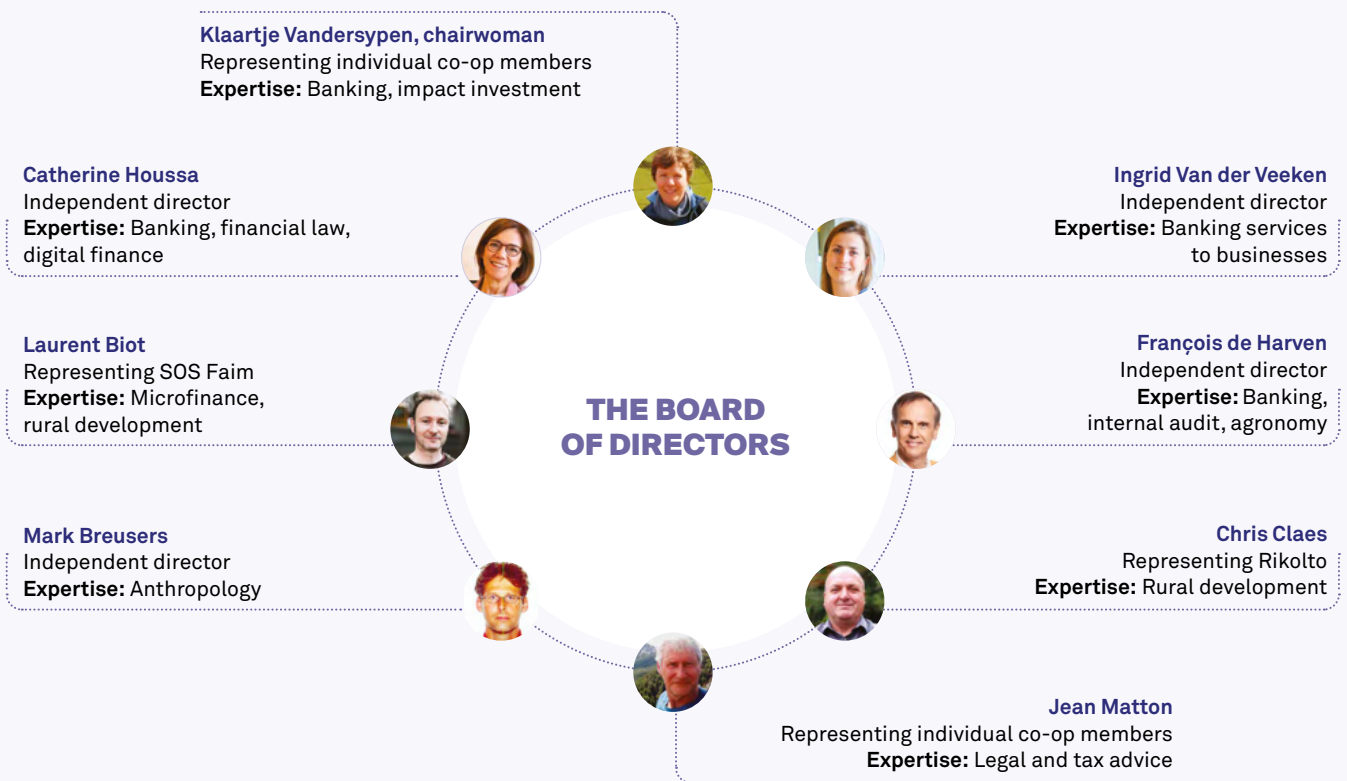 Klaartje Vandersypen, chairwoman
Representing individual co-op members
Expertise: Banking, impact investment
Catherine Houssa
Independent director
Expertise: Banking, financial law,
digital finance
Ingrid Van der Veeken
Independent director
Expertise: Banking services
to businesses
Laurent Biot
Representing SOS Faim
Expertise: Microfinance,
rural development
THE BOARD
OF DIRECTORS
François de Harven
Independent director
Expertise: Banking,
internal audit, agronomy
Mark Breusers
Independent director
Expertise: Anthropology
Chris Claes
Representing Rikolto
Expertise: Rural development
Jean Matton
Representing individual co-op members
Expertise: Legal and tax advice